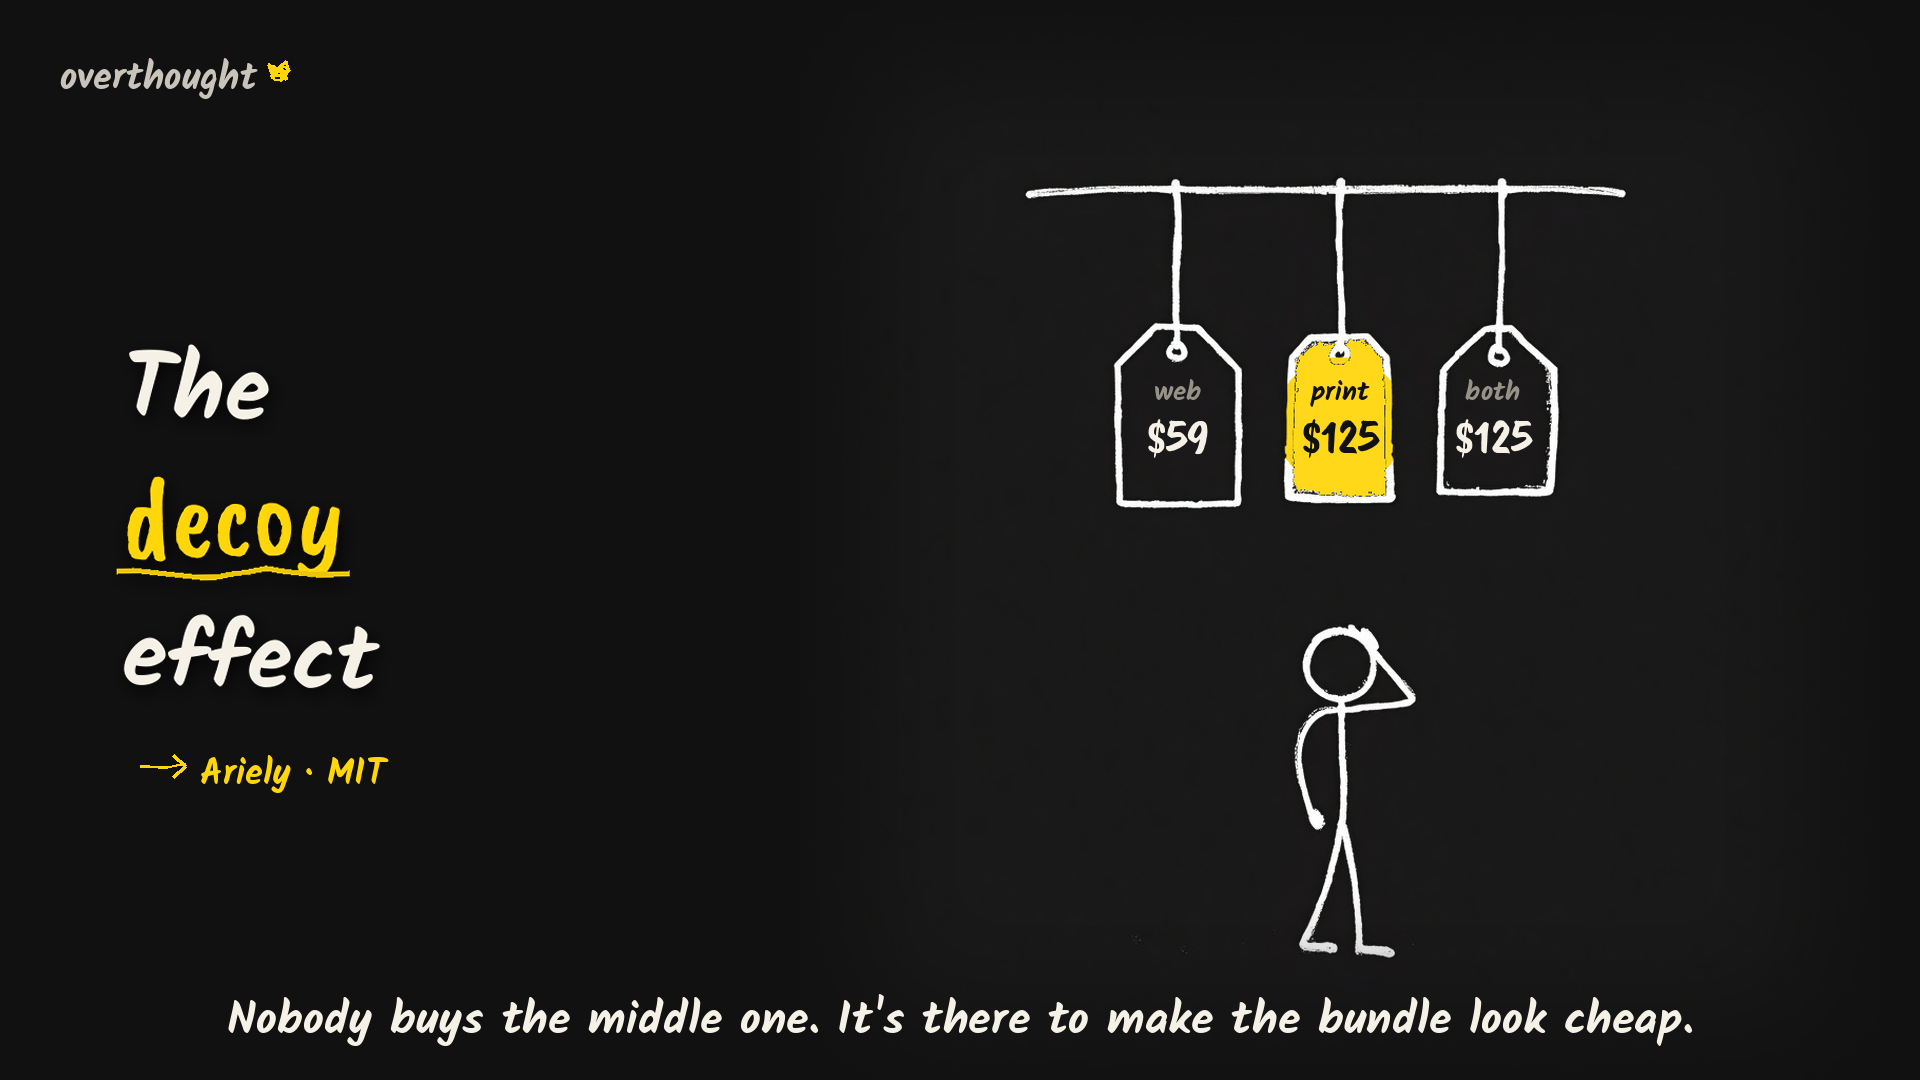 overthought
The
decoy
effect
→ Ariely · MIT
web
$59
print
$125
both
$125
Nobody buys the middle one. It's there to make the bundle look cheap.